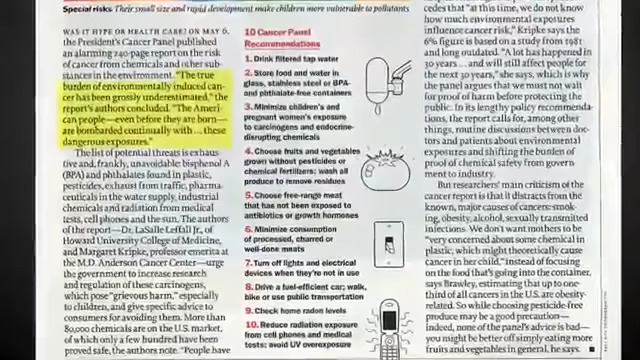 Special risks Their small size and rapid development make children more vulnerable to pollutants
WAS IT HYPE OR HEALTH CARE? ON MAY 6,
the President's Cancer Panel published
an alarming 240-page report on the risk
of cancer from chemicals and other sub-
stances in the environment. "The true
burden of environmentally induced can-
cer has been grossly underestimated," the
report's authors concluded. "The Ameri-
can people—even before they are born—
are bombarded continually with ... these
dangerous exposures."
The list of potential threats is exhaus-
tive and, frankly, unavoidable: bisphenol A
(BPA) and phthalates found in plastic,
pesticides, exhaust from traffic, pharma-
ceuticals in the water supply, industrial
chemicals and radiation from medical
tests, cell phones and the sun. The authors
of the report—Dr. LaSalle Leffall Jr., of
Howard University College of Medicine,
and Margaret Kripke, professor emerita at
the M.D. Anderson Cancer Center—urge
the government to increase research
and regulation of these carcinogens,
which pose "grievous harm," especially
to children, and give specific advice to
consumers for avoiding them. More than
80,000 chemicals are on the U.S. market,
of which only a few hundred have been
proved safe, the authors note. "People have
10 Cancer Panel
Recommendations
1. Drink filtered tap water
2. Store food and water in
glass, stainless steel or BPA-
and phthalate-free containers
3. Minimize children's and
pregnant women's exposure
to carcinogens and endocrine-
disrupting chemicals
4. Choose fruits and vegetables
grown without pesticides or
chemical fertilizers; wash all
produce to remove residues
5. Choose free-range meat
that has not been exposed to
antibiotics or growth hormones
6. Minimize consumption
of processed, charred or
well-done meats
7. Turn off lights and electrical
devices when they're not in use
8. Drive a fuel-efficient car; walk,
bike or use public transportation
9. Check home radon levels
10. Reduce radiation exposure
from cell phones and medical
tests; avoid UV overexposure
cedes that "at this time, we do not
know how much environmental exposures
influence cancer risk," Kripke says the
6% figure is based on a study from 1981
and long outdated. "A lot has happened in
30 years ... and will still affect people for
the next 30 years," she says, which is why
the panel argues that we must not wait
for proof of harm before protecting the
public. In its lengthy policy recommenda-
tions, the report calls for, among other
things, routine discussions between doc-
tors and patients about environmental
exposures and shifting the burden of
proof of chemical safety from govern-
ment to industry.
But researchers' main criticism of the
cancer report is that it distracts from the
known, major causes of cancer: smok-
ing, obesity, alcohol, sexually transmitted
infections. We don't want mothers to be
"very concerned about some chemical in
plastic, which might theoretically cause
cancer in her child," instead of focusing
on the food that's going into the container,
says Brawley, estimating that up to one-
third of all cancers in the U.S. are obesity-
related. So while choosing pesticide-free
produce may be a good precaution—
indeed, none of the panel's advice is bad—
you might be better off simply eating more
fruits and vegetables in general, he says.